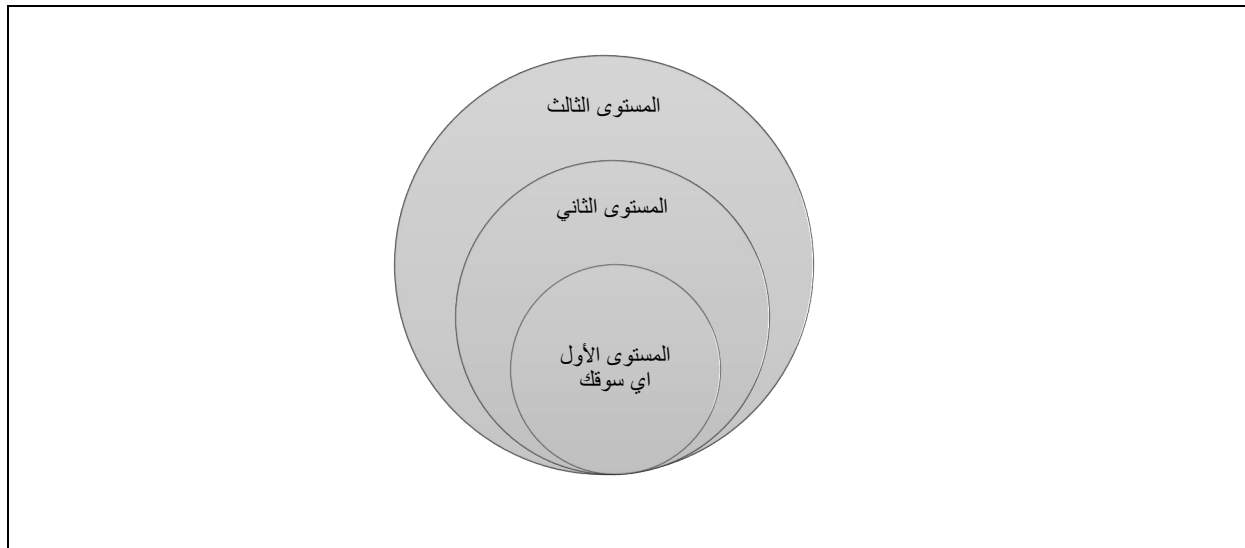 المستوى الثالث
المستوى الثاني
المستوى الأول
اي سوقك